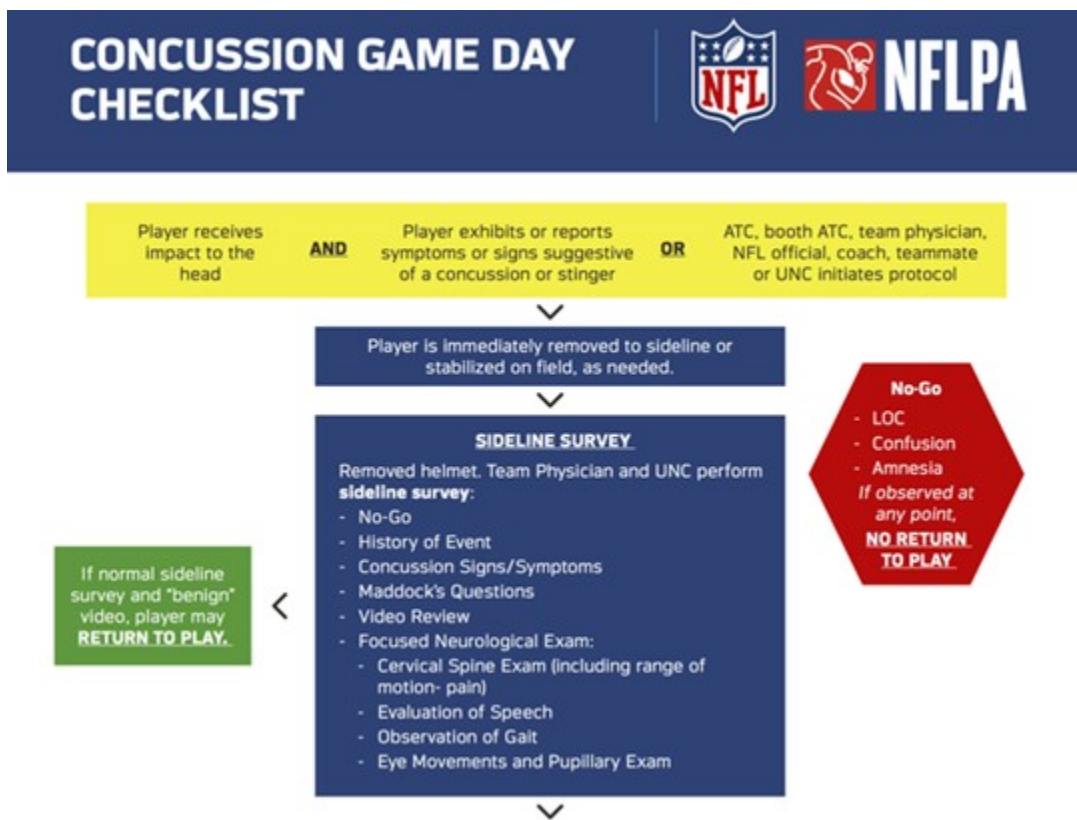 CONCUSSION GAME DAY
CHECKLIST
NFL
NFLPA
Player receives
impact to the
head
AND
Player exhibits or reports
symptoms or signs suggestive
of a concussion or stinger
OR
ATC, booth ATC, team physician,
NFL official, coach, teammate
or UNC initiates protocol
Player is immediately removed to sideline or
stabilized on field, as needed.
No-Go
- LOC
- Confusion
- Amnesia
If observed at
any point,
NO RETURN
TO PLAY
SIDELINE SURVEY
Removed helmet. Team Physician and UNC perform
sideline survey:
- No-Go
- History of Event
- Concussion Signs/Symptoms
- Maddock's Questions
- Video Review
- Focused Neurological Exam:
- Cervical Spine Exam (including range of
motion- pain)
- Evaluation of Speech
- Observation of Gait
- Eye Movements and Pupillary Exam
If normal sideline
survey and "benign"
video, player may
RETURN TO PLAY.